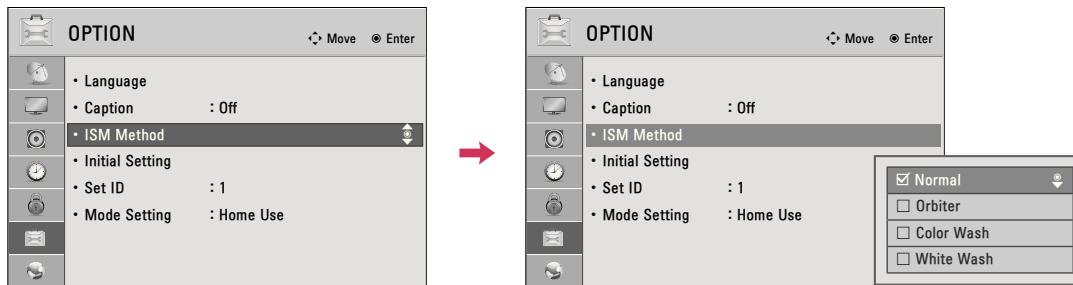 OPTION Move Enter
• Language
• Caption : Off
• ISM Method
• Initial Setting
• Set ID : 1
• Mode Setting : Home Use
OPTION Move Enter
• Language
• Caption : Off
• ISM Method
• Initial Setting
• Set ID : 1
• Mode Setting : Home Use
Normal
Orbiter
Color Wash
White Wash